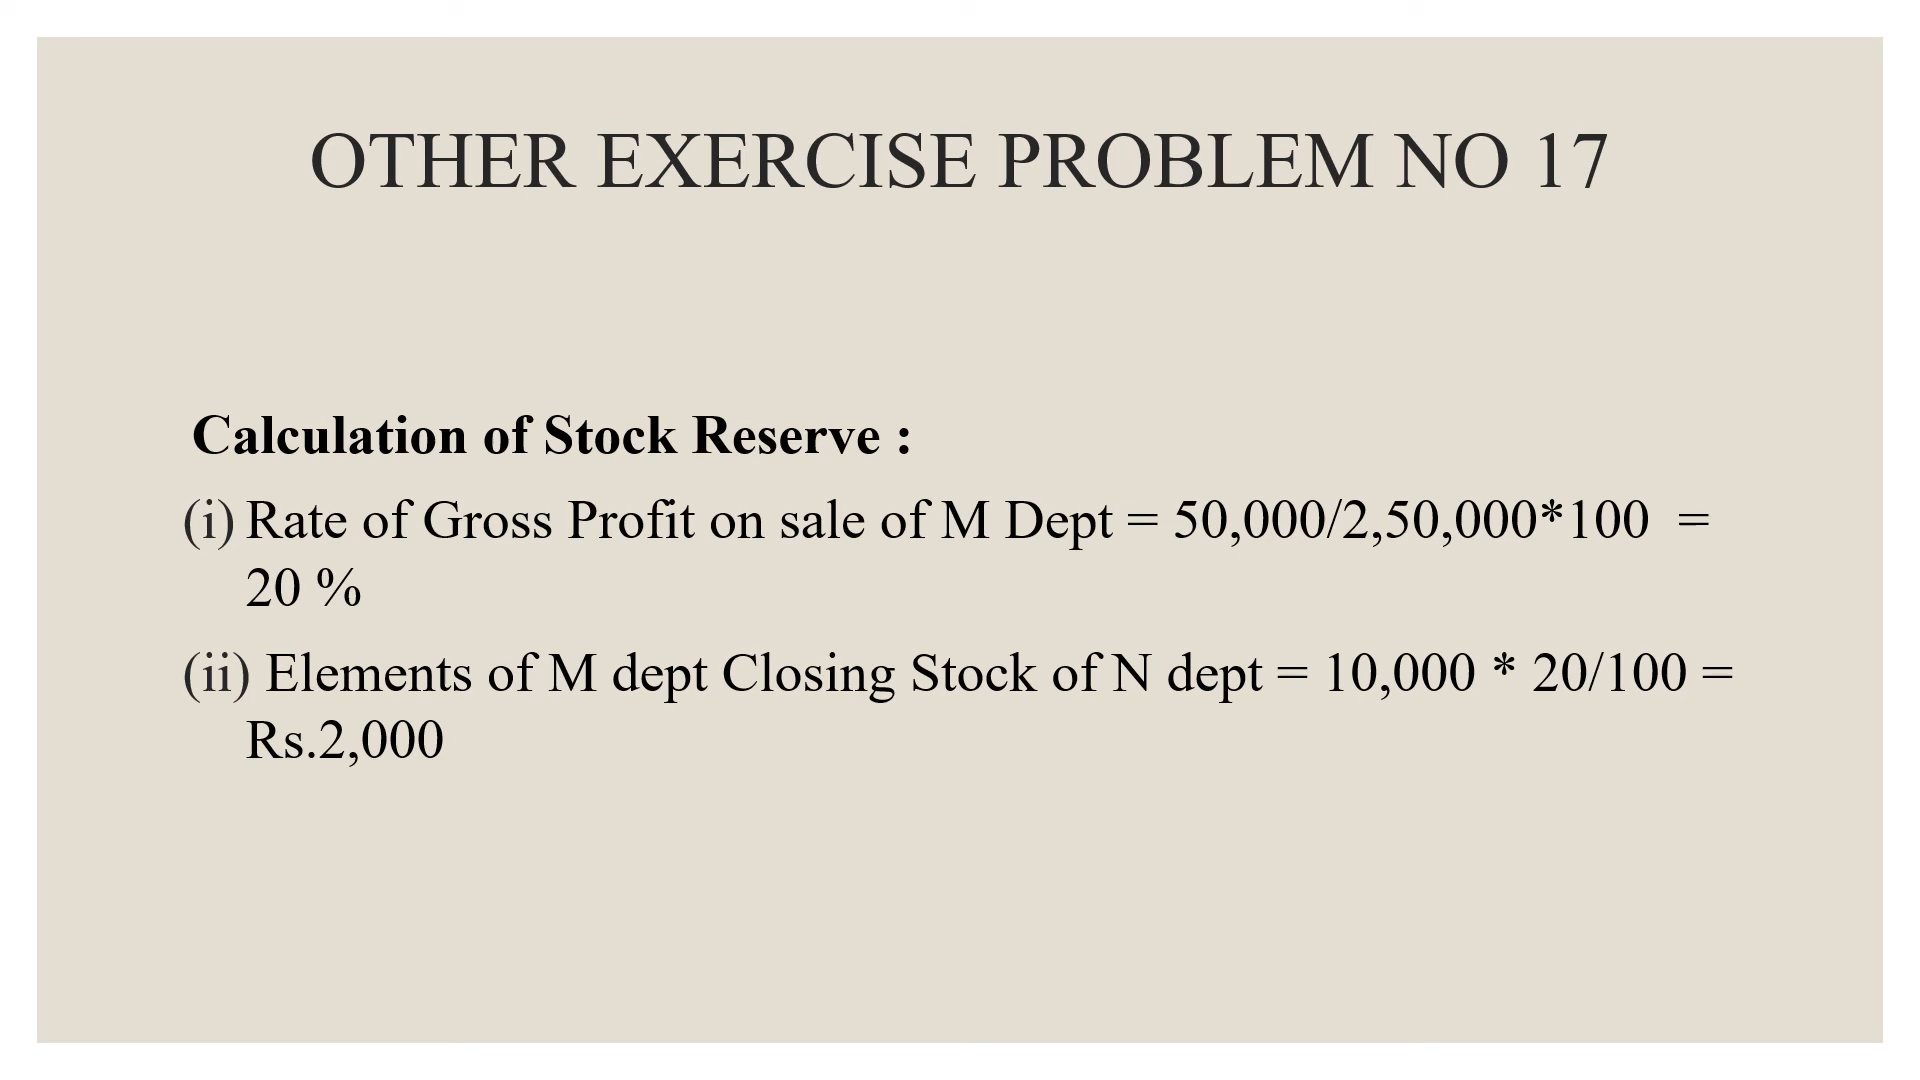 OTHER EXERCISE PROBLEM NO 17
Calculation of Stock Reserve :
(i) Rate of Gross Profit on sale of M Dept = 50,000/2,50,000*100  =
20 %
(ii) Elements of M dept Closing Stock of N dept = 10,000 * 20/100 =
Rs.2,000